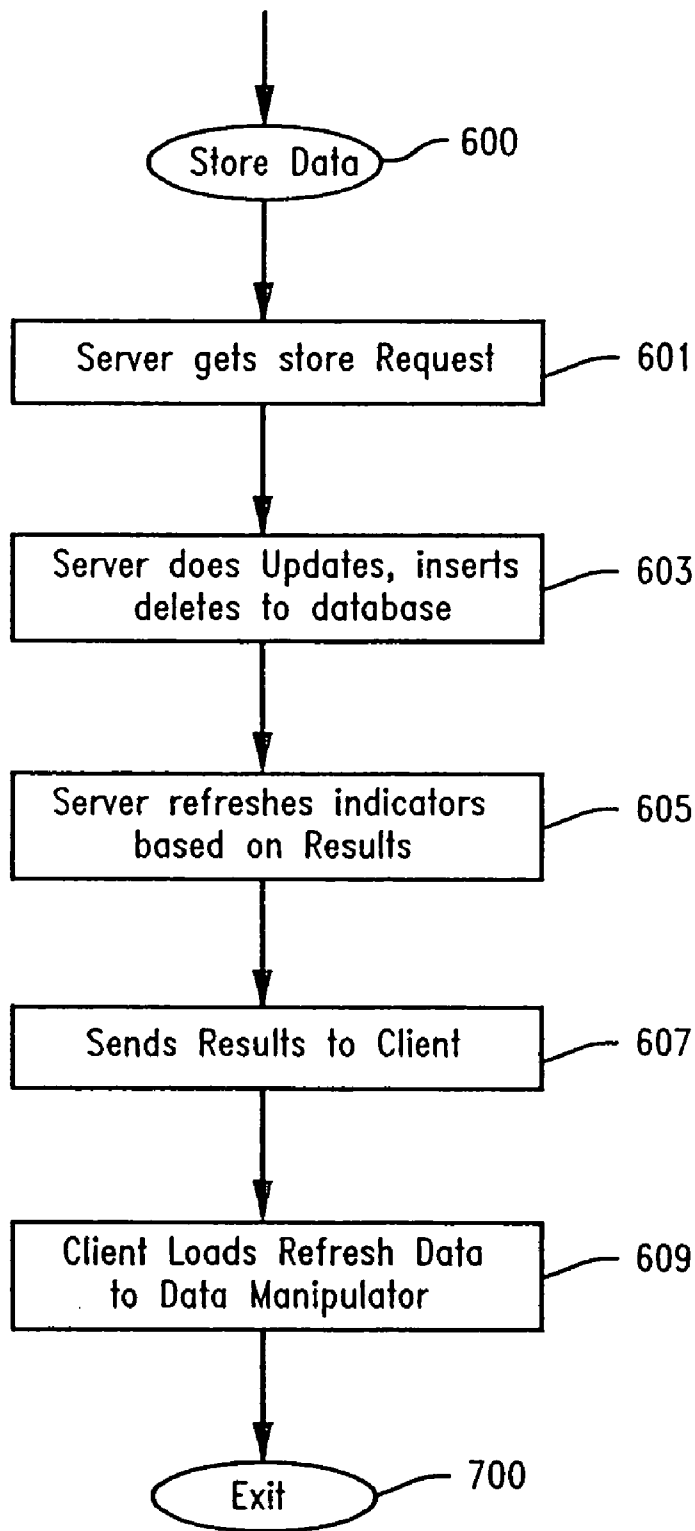 Store Data
600
Server gets store Request
601
Server does Updates, inserts
deletes to database
603
Server refreshes indicators
based on Results
605
Sends Results to Client
607
Client Loads Refresh Data
to Data Manipulator
609
Exit
700